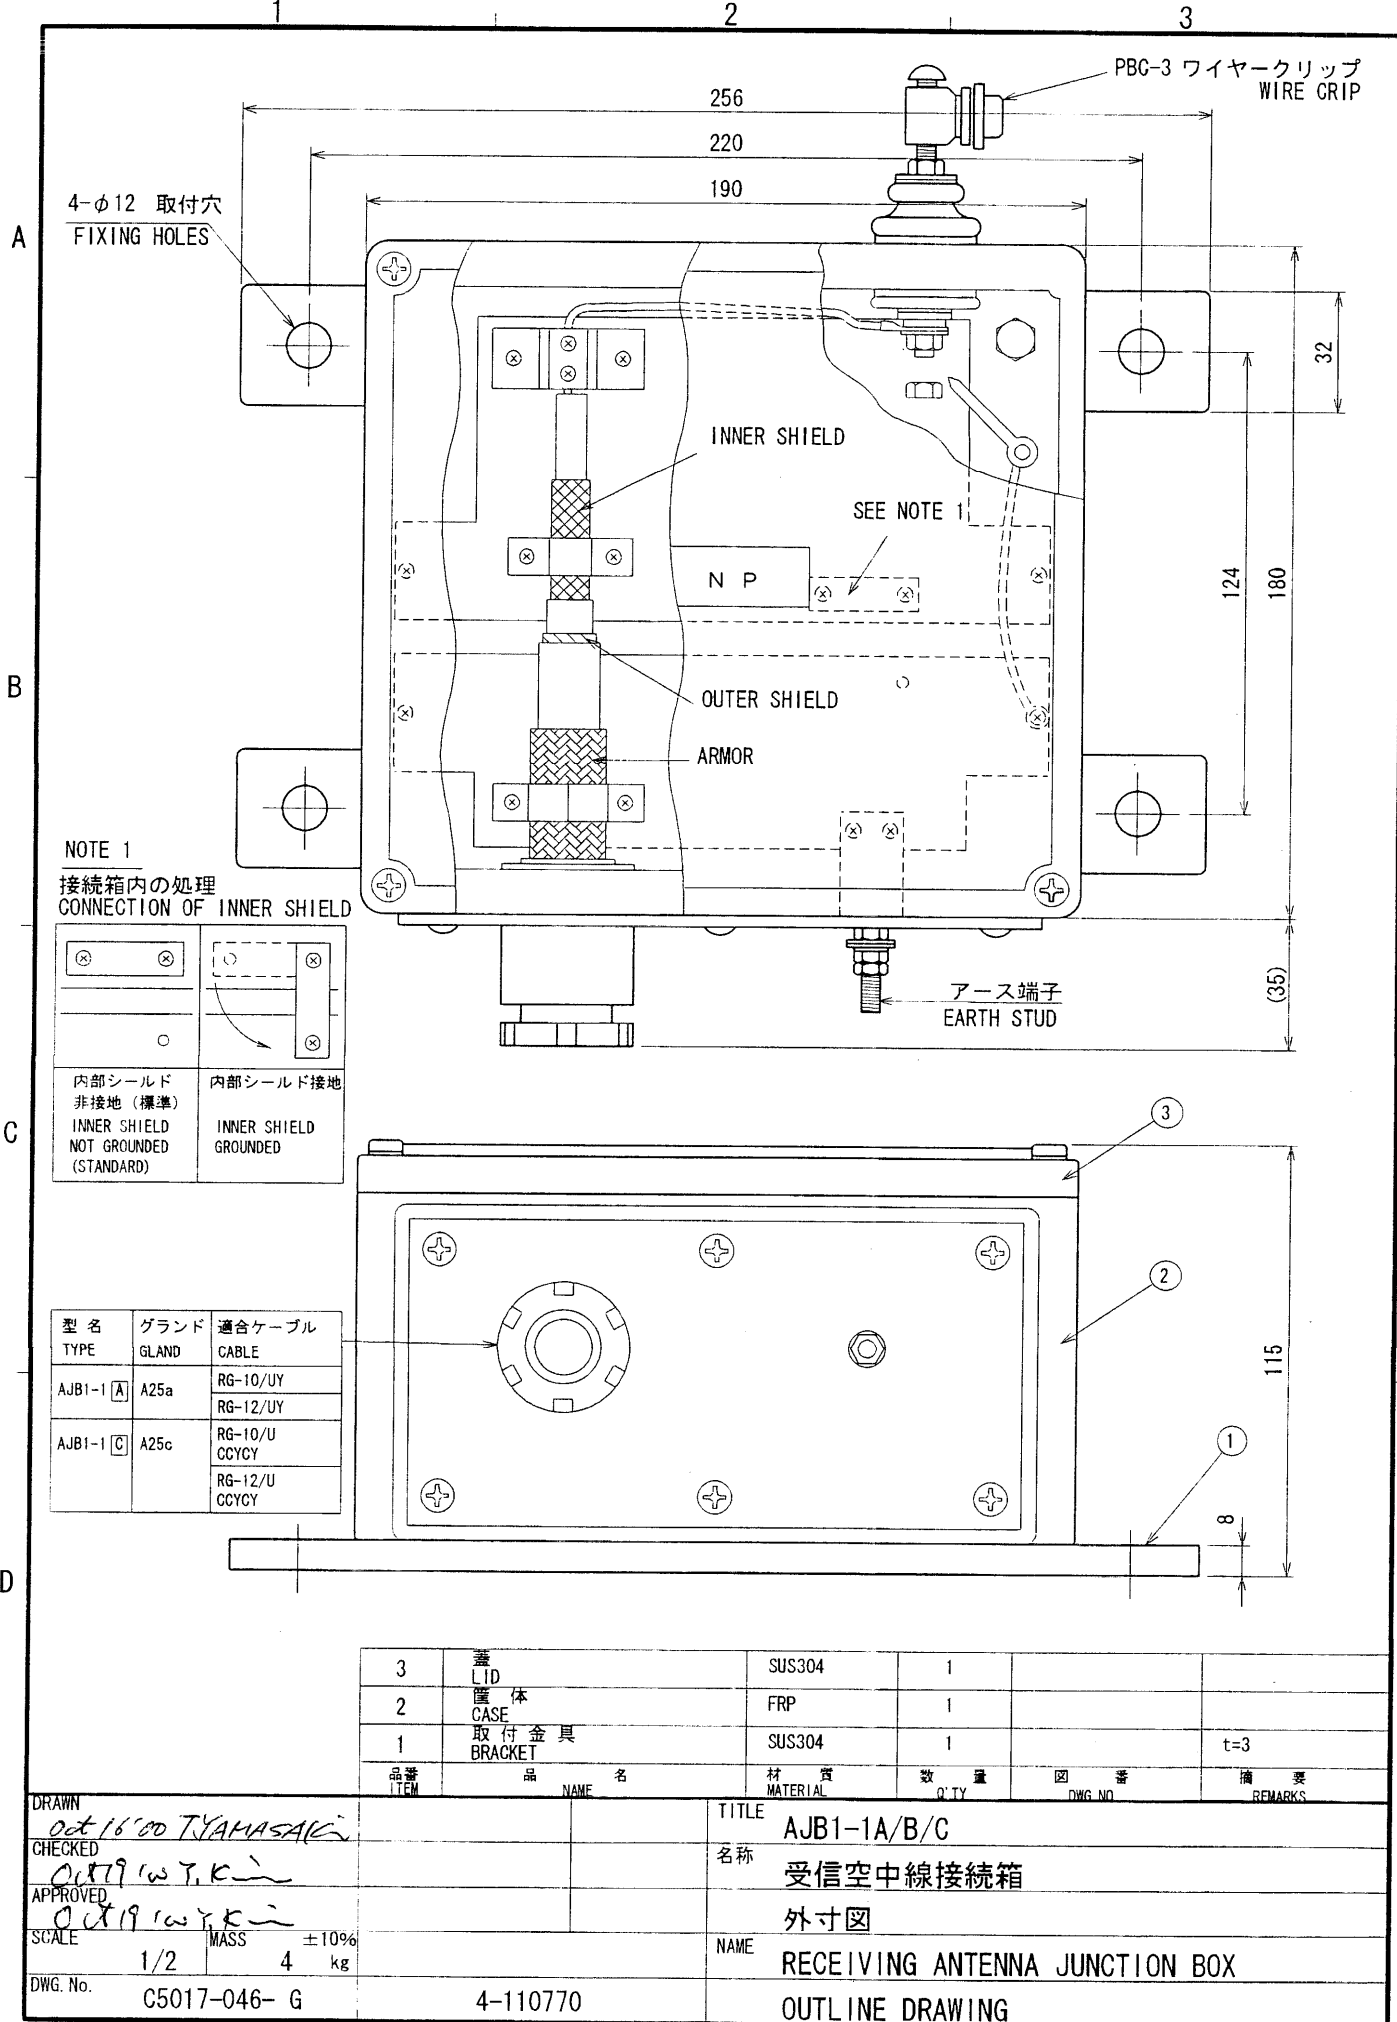 1
2
3
A
B
C
D
PBC-3 ワイヤークリップ
WIRE CRIP
256
220
190
4-φ12 取付穴
FIXING HOLES
32
124
180
(35)
INNER SHIELD
SEE NOTE 1
N P
OUTER SHIELD
ARMOR
アース端子
EARTH STUD
NOTE 1
接続箱内の処理
CONNECTION OF INNER SHIELD
内部シールド
非接地 (標準)
INNER SHIELD
NOT GROUNDED
(STANDARD)
内部シールド接地
INNER SHIELD
GROUNDED
3
2
1
115
8
型 名 グランド 適合ケーブル
TYPE GLAND CABLE
AJB1-1 A A25a RG-10/UY
RG-12/UY
AJB1-1 C A25c RG-10/U
CCYCY
RG-12/U
CCYCY
3 蓋 SUS304 1
LID
2 筐 体 FRP 1
CASE
1 取 付 金 具 SUS304 1 t=3
BRACKET
品番 品 名 材 質 数 量 図 番 摘 要
ITEM NAME MATERIAL Q'TY DWG.NO. REMARKS
DRAWN
Oct 16 '00 T.YAMASAKI
CHECKED
Oct 19 '00 Y. K
APPROVED
Oct 19 '00 Y. K
SCALE 1/2
MASS ±10%
4 kg
DWG. No. C5017-046- G
4-110770
TITLE AJB1-1A/B/C
名称 受信空中線接続箱
外寸図
NAME RECEIVING ANTENNA JUNCTION BOX
OUTLINE DRAWING